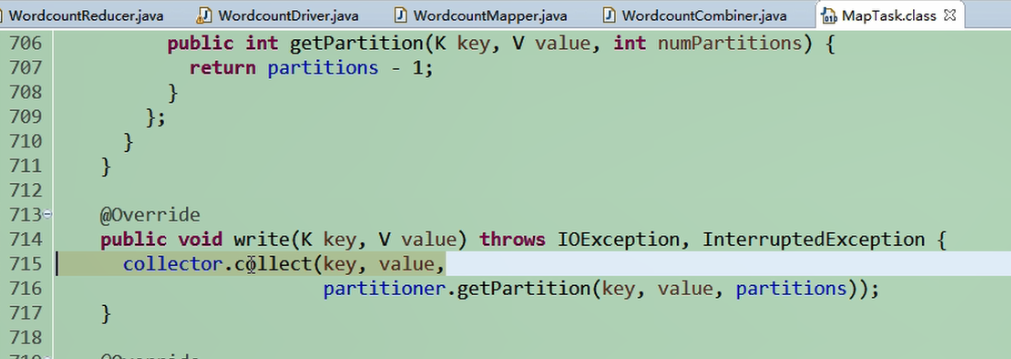 WordcountReducer.java WordcountDriver.java WordcountMapper.java WordcountCombiner.java MapTask.class
706 public int getPartition(K key, V value, int numPartitions) {
707 return partitions - 1;
708 }
709 };
710 }
711 }
712
713 @Override
714 public void write(K key, V value) throws IOException, InterruptedException {
715 collector.collect(key, value,
716 partitioner.getPartition(key, value, partitions));
717 }
718
@Override